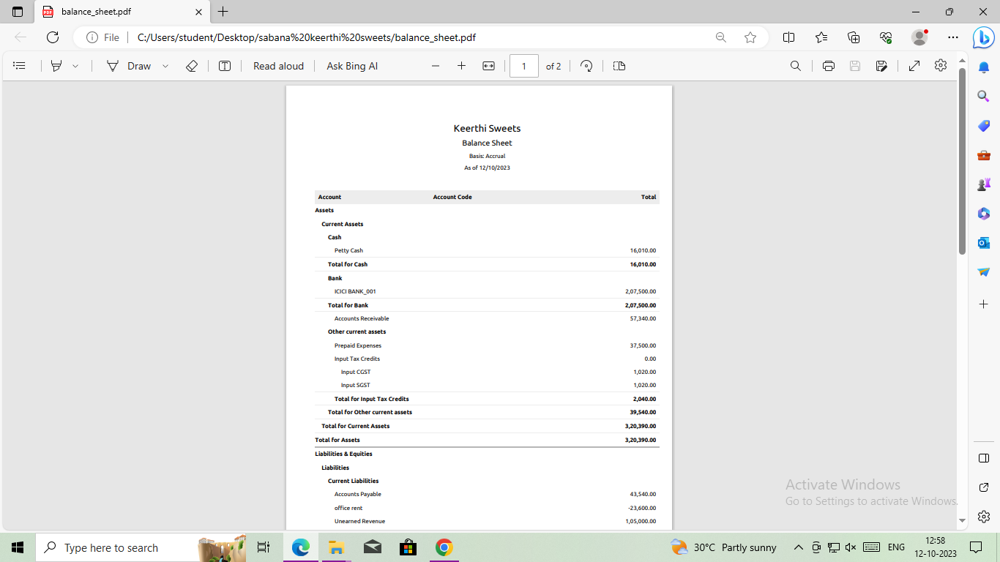 balance_sheet.pdf
File
C:/Users/student/Desktop/sabana%20keerthi%20sweets/balance_sheet.pdf
Draw
Read aloud
Ask Bing AI
1 of 2
Keerthi Sweets
Balance Sheet
Basis: Accrual
As of 12/10/2023
Account Account Code Total
Assets
Current Assets
Cash
Petty Cash 16,010.00
Total for Cash 16,010.00
Bank
ICICI BANK_001 2,07,500.00
Total for Bank 2,07,500.00
Accounts Receivable 57,340.00
Other current assets
Prepaid Expenses 37,500.00
Input Tax Credits 0.00
Input CGST 1,020.00
Input SGST 1,020.00
Total for Input Tax Credits 2,040.00
Total for Other current assets 39,540.00
Total for Current Assets 3,20,390.00
Total for Assets 3,20,390.00
Liabilities & Equities
Liabilities
Current Liabilities
Accounts Payable 43,540.00
office rent -23,600.00
Unearned Revenue 1,05,000.00
Activate Windows
Go to Settings to activate Windows.
Type here to search
30°C Partly sunny
ENG
12:58
12-10-2023